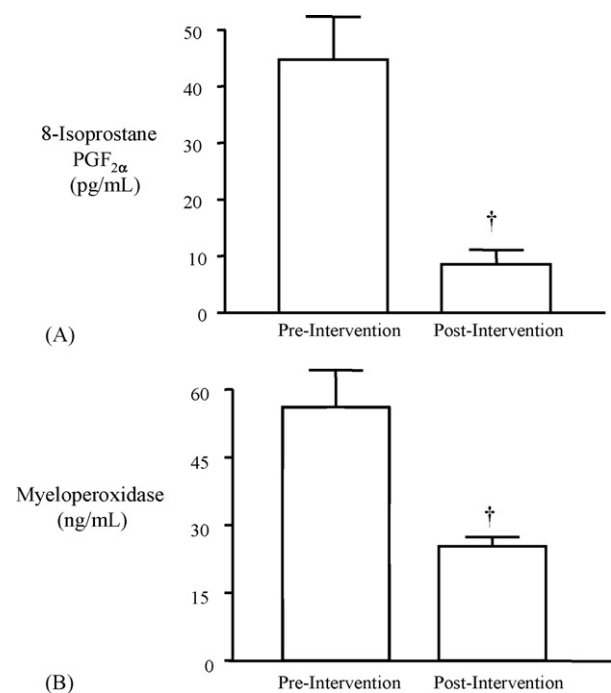 50
40
30
20
10
0
8-Isoprostane
PGF2α
(pg/mL)
†
Pre-Intervention Post-Intervention
(A)
60
45
30
15
0
Myeloperoxidase
(ng/mL)
†
Pre-Intervention Post-Intervention
(B)